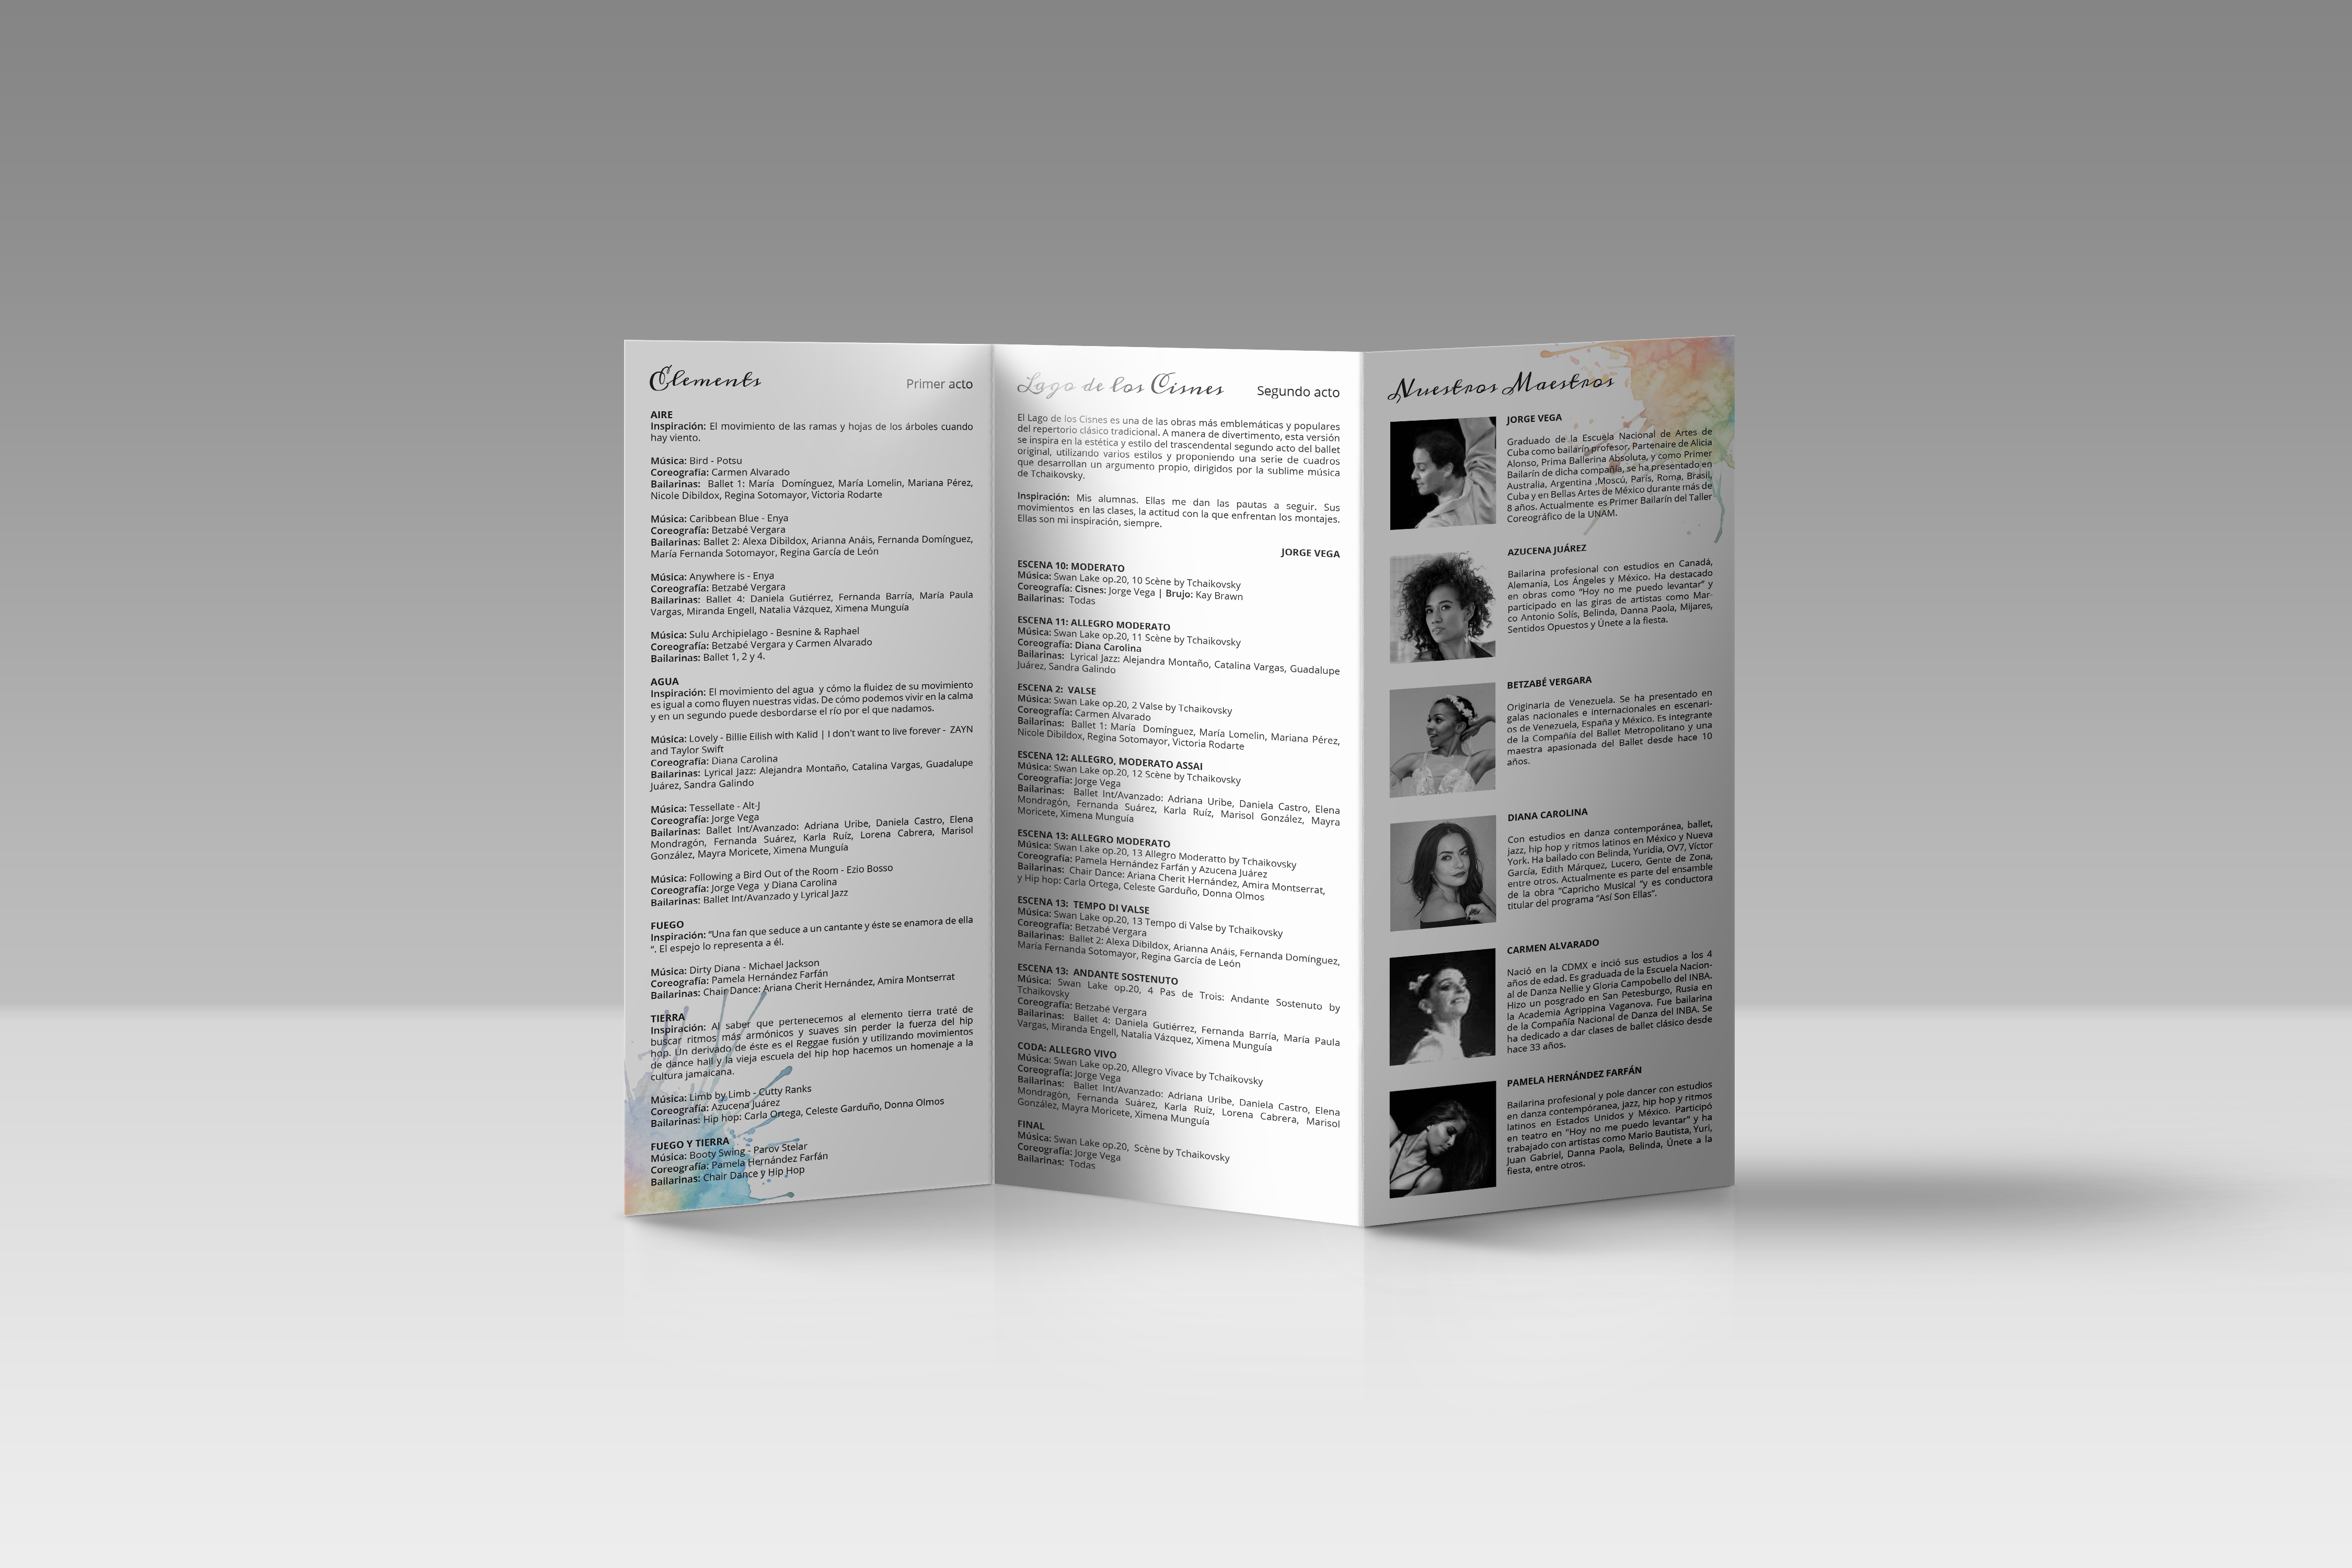 Elements
Primer acto
AIRE
Inspiración: El movimiento de las ramas y hojas de los árboles cuando
hay viento.
Música: Bird - Potsu
Coreografía: Carmen Alvarado
Bailarinas: Ballet 1: María Domínguez, María Lomelin, Mariana Pérez,
Nicole Dibildox, Regina Sotomayor, Victoria Rodarte
Música: Caribbean Blue - Enya
Coreografía: Betzabé Vergara
Bailarinas: Ballet 2: Alexa Dibildox, Arianna Anáis, Fernanda Domínguez,
María Fernanda Sotomayor, Regina García de León
Música: Anywhere is - Enya
Coreografía: Betzabé Vergara
Bailarinas: Ballet 4: Daniela Gutiérrez, Fernanda Barría, María Paula
Vargas, Miranda Engell, Natalia Vázquez, Ximena Munguía
Música: Sulu Archipielago - Besnine & Raphael
Coreografía: Betzabé Vergara y Carmen Alvarado
Bailarinas: Ballet 1, 2 y 4.
AGUA
Inspiración: El movimiento del agua y cómo la fluidez de su movimiento
es igual a como fluyen nuestras vidas. De cómo podemos vivir en la calma
y en un segundo puede desbordarse el río por el que nadamos.
Música: Lovely - Billie Eilish with Kalid | I don't want to live forever - ZAYN
and Taylor Swift
Coreografía: Diana Carolina
Bailarinas: Lyrical Jazz: Alejandra Montaño, Catalina Vargas, Guadalupe
Juárez, Sandra Galindo
Música: Tessellate - Alt-J
Coreografía: Jorge Vega
Bailarinas: Ballet Int/Avanzado: Adriana Uribe, Daniela Castro, Elena
Mondragón, Fernanda Suárez, Karla Ruíz, Lorena Cabrera, Marisol
González, Mayra Moricete, Ximena Munguía
Música: Following a Bird Out of the Room - Ezio Bosso
Coreografía: Jorge Vega y Diana Carolina
Bailarinas: Ballet Int/Avanzado y Lyrical Jazz
FUEGO
Inspiración: “Una fan que seduce a un cantante y éste se enamora de ella
“. El espejo lo representa a él.
Música: Dirty Diana - Michael Jackson
Coreografía: Pamela Hernández Farfán
Bailarinas: Chair Dance: Ariana Cherit Hernández, Amira Montserrat
TIERRA
Inspiración: Al saber que pertenecemos al elemento tierra traté de
buscar ritmos más armónicos y suaves sin perder la fuerza del hip
hop. Un derivado de éste es el Reggae fusión y utilizando movimientos
de dance hall y la vieja escuela del hip hop hacemos un homenaje a la
cultura jamaicana.
Música: Limb by Limb - Cutty Ranks
Coreografía: Azucena Juárez
Bailarinas: Hip hop: Carla Ortega, Celeste Garduño, Donna Olmos
FUEGO Y TIERRA
Música: Booty Swing - Parov Stelar
Coreografía: Pamela Hernández Farfán
Bailarinas: Chair Dance y Hip Hop
Lago de los Cisnes
Segundo acto
El Lago de los Cisnes es una de las obras más emblemáticas y populares
del repertorio clásico tradicional. A manera de divertimento, esta versión
se inspira en la estética y estilo del trascendental segundo acto del ballet
original, utilizando varios estilos y proponiendo una serie de cuadros
que desarrollan un argumento propio, dirigidos por la sublime música
de Tchaikovsky.
Inspiración: Mis alumnas. Ellas me dan las pautas a seguir. Sus
movimientos en las clases, la actitud con la que enfrentan los montajes.
Ellas son mi inspiración, siempre.
JORGE VEGA
ESCENA 10: MODERATO
Música: Swan Lake op.20, 10 Scène by Tchaikovsky
Coreografía: Cisnes: Jorge Vega | Brujo: Kay Brawn
Bailarinas: Todas
ESCENA 11: ALLEGRO MODERATO
Música: Swan Lake op.20, 11 Scène by Tchaikovsky
Coreografía: Diana Carolina
Bailarinas: Lyrical Jazz: Alejandra Montaño, Catalina Vargas, Guadalupe
Juárez, Sandra Galindo
ESCENA 2: VALSE
Música: Swan Lake op.20, 2 Valse by Tchaikovsky
Coreografía: Carmen Alvarado
Bailarinas: Ballet 1: María Domínguez, María Lomelin, Mariana Pérez,
Nicole Dibildox, Regina Sotomayor, Victoria Rodarte
ESCENA 12: ALLEGRO, MODERATO ASSAI
Música: Swan Lake op.20, 12 Scène by Tchaikovsky
Coreografía: Jorge Vega
Bailarinas: Ballet Int/Avanzado: Adriana Uribe, Daniela Castro, Elena
Mondragón, Fernanda Suárez, Karla Ruíz, Marisol González, Mayra
Moricete, Ximena Munguía
ESCENA 13: ALLEGRO MODERATO
Música: Swan Lake op.20, 13 Allegro Moderatto by Tchaikovsky
Coreografía: Pamela Hernández Farfán y Azucena Juárez
Bailarinas: Chair Dance: Ariana Cherit Hernández, Amira Montserrat,
y Hip hop: Carla Ortega, Celeste Garduño, Donna Olmos
ESCENA 13: TEMPO DI VALSE
Música: Swan Lake op.20, 13 Tempo di Valse by Tchaikovsky
Coreografía: Betzabé Vergara
Bailarinas: Ballet 2: Alexa Dibildox, Arianna Anáis, Fernanda Domínguez,
María Fernanda Sotomayor, Regina García de León
ESCENA 13: ANDANTE SOSTENUTO
Música: Swan Lake op.20, 4 Pas de Trois: Andante Sostenuto by
Tchaikovsky
Coreografía: Betzabé Vergara
Bailarinas: Ballet 4: Daniela Gutiérrez, Fernanda Barría, María Paula
Vargas, Miranda Engell, Natalia Vázquez, Ximena Munguía
CODA: ALLEGRO VIVO
Música: Swan Lake op.20, Allegro Vivace by Tchaikovsky
Coreografía: Jorge Vega
Bailarinas: Ballet Int/Avanzado: Adriana Uribe, Daniela Castro, Elena
Mondragón, Fernanda Suárez, Karla Ruíz, Lorena Cabrera, Marisol
González, Mayra Moricete, Ximena Munguía
FINAL
Música: Swan Lake op.20, Scène by Tchaikovsky
Coreografía: Jorge Vega
Bailarinas: Todas
Nuestros Maestros
JORGE VEGA
Graduado de la Escuela Nacional de Artes de
Cuba como bailarín profesor, Partenaire de Alicia
Alonso, Prima Ballerina Absoluta, y como Primer
Bailarín de dicha compañía, se ha presentado en
Australia, Argentina ,Moscú, París, Roma, Brasil,
Cuba y en Bellas Artes de México durante más de
8 años. Actualmente es Primer Bailarín del Taller
Coreográfico de la UNAM.
AZUCENA JUÁREZ
Bailarina profesional con estudios en Canadá,
Alemania, Los Ángeles y México. Ha destacado
en obras como “Hoy no me puedo levantar” y
participado en las giras de artistas como Mar-
co Antonio Solís, Belinda, Danna Paola, Mijares,
Sentidos Opuestos y Únete a la fiesta.
BETZABÉ VERGARA
Originaria de Venezuela. Se ha presentado en
galas nacionales e internacionales en escenari-
os de Venezuela, España y México. Es integrante
de la Compañía del Ballet Metropolitano y una
maestra apasionada del Ballet desde hace 10
años.
DIANA CAROLINA
Con estudios en danza contemporánea, ballet,
jazz, hip hop y ritmos latinos en México y Nueva
York. Ha bailado con Belinda, Yuridia, OV7, Víctor
García, Edith Márquez, Lucero, Gente de Zona,
entre otros. Actualmente es parte del ensamble
de la obra “Capricho Musical “y es conductora
titular del programa “Así Son Ellas”.
CARMEN ALVARADO
Nació en la CDMX e inció sus estudios a los 4
años de edad. Es graduada de la Escuela Nacion-
al de Danza Nellie y Gloria Campobello del INBA.
Hizo un posgrado en San Petesburgo, Rusia en
la Academia Agrippina Vaganova. Fue bailarina
de la Compañía Nacional de Danza del INBA. Se
ha dedicado a dar clases de ballet clásico desde
hace 33 años.
PAMELA HERNÁNDEZ FARFÁN
Bailarina profesional y pole dancer con estudios
en danza contempóranea, jazz, hip hop y ritmos
latinos en Estados Unidos y México. Participó
en teatro en "Hoy no me puedo levantar" y ha
trabajado con artistas como Mario Bautista, Yuri,
Juan Gabriel, Danna Paola, Belinda, Únete a la
fiesta, entre otros.